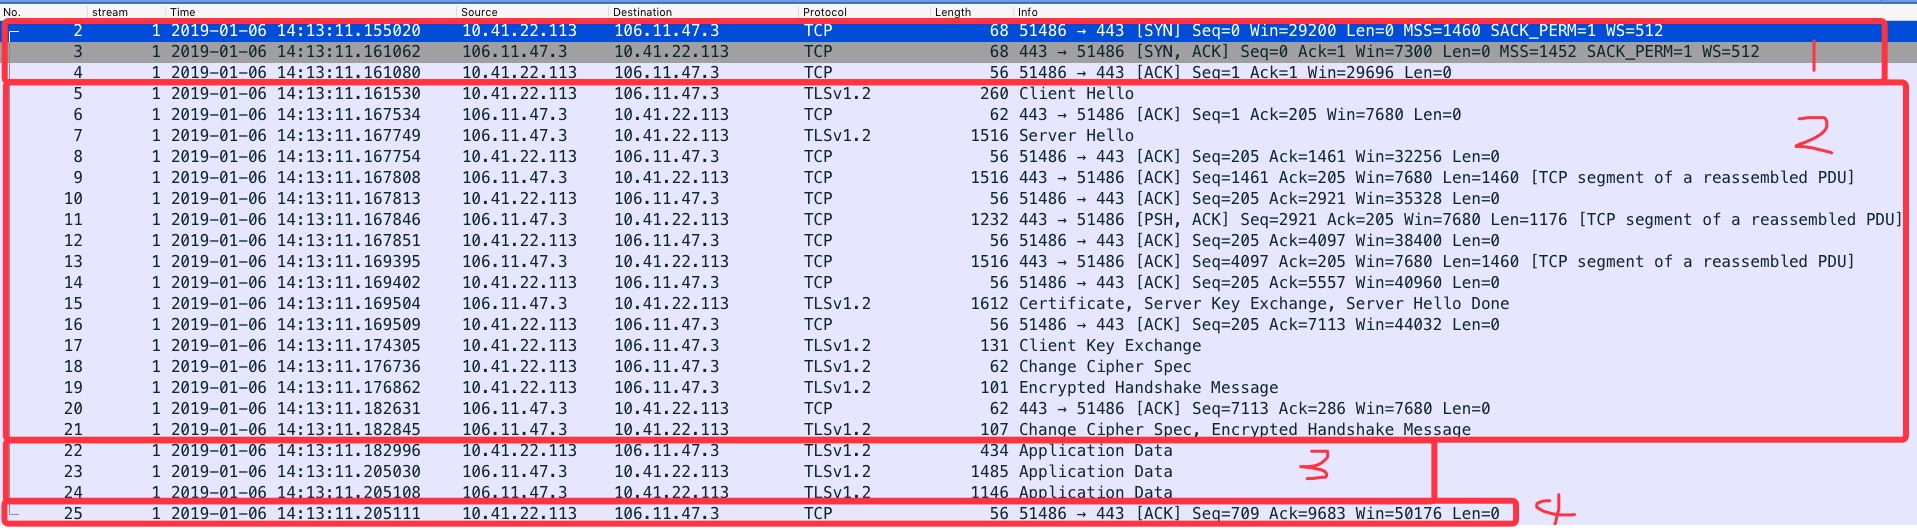 No. stream Time Source Destination Protocol Length Info
2 1 2019-01-06 14:13:11.155020 10.41.22.113 106.11.47.3 TCP 68 51486 → 443 [SYN] Seq=0 Win=29200 Len=0 MSS=1460 SACK_PERM=1 WS=512
3 1 2019-01-06 14:13:11.161062 106.11.47.3 10.41.22.113 TCP 68 443 → 51486 [SYN, ACK] Seq=0 Ack=1 Win=7300 Len=0 MSS=1452 SACK_PERM=1 WS=512 1
4 1 2019-01-06 14:13:11.161080 10.41.22.113 106.11.47.3 TCP 56 51486 → 443 [ACK] Seq=1 Ack=1 Win=29696 Len=0
5 1 2019-01-06 14:13:11.161530 10.41.22.113 106.11.47.3 TLSv1.2 260 Client Hello
6 1 2019-01-06 14:13:11.167534 106.11.47.3 10.41.22.113 TCP 62 443 → 51486 [ACK] Seq=1 Ack=205 Win=7680 Len=0
7 1 2019-01-06 14:13:11.167749 106.11.47.3 10.41.22.113 TLSv1.2 1516 Server Hello 2
8 1 2019-01-06 14:13:11.167754 10.41.22.113 106.11.47.3 TCP 56 51486 → 443 [ACK] Seq=205 Ack=1461 Win=32256 Len=0
9 1 2019-01-06 14:13:11.167808 106.11.47.3 10.41.22.113 TCP 1516 443 → 51486 [ACK] Seq=1461 Ack=205 Win=7680 Len=1460 [TCP segment of a reassembled PDU]
10 1 2019-01-06 14:13:11.167813 10.41.22.113 106.11.47.3 TCP 56 51486 → 443 [ACK] Seq=205 Ack=2921 Win=35328 Len=0
11 1 2019-01-06 14:13:11.167846 106.11.47.3 10.41.22.113 TCP 1232 443 → 51486 [PSH, ACK] Seq=2921 Ack=205 Win=7680 Len=1176 [TCP segment of a reassembled PDU]
12 1 2019-01-06 14:13:11.167851 10.41.22.113 106.11.47.3 TCP 56 51486 → 443 [ACK] Seq=205 Ack=4097 Win=38400 Len=0
13 1 2019-01-06 14:13:11.169395 106.11.47.3 10.41.22.113 TCP 1516 443 → 51486 [ACK] Seq=4097 Ack=205 Win=7680 Len=1460 [TCP segment of a reassembled PDU]
14 1 2019-01-06 14:13:11.169402 10.41.22.113 106.11.47.3 TCP 56 51486 → 443 [ACK] Seq=205 Ack=5557 Win=40960 Len=0
15 1 2019-01-06 14:13:11.169504 106.11.47.3 10.41.22.113 TLSv1.2 1612 Certificate, Server Key Exchange, Server Hello Done
16 1 2019-01-06 14:13:11.169509 10.41.22.113 106.11.47.3 TCP 56 51486 → 443 [ACK] Seq=205 Ack=7113 Win=44032 Len=0
17 1 2019-01-06 14:13:11.174305 10.41.22.113 106.11.47.3 TLSv1.2 131 Client Key Exchange
18 1 2019-01-06 14:13:11.176736 10.41.22.113 106.11.47.3 TLSv1.2 62 Change Cipher Spec
19 1 2019-01-06 14:13:11.176862 10.41.22.113 106.11.47.3 TLSv1.2 101 Encrypted Handshake Message
20 1 2019-01-06 14:13:11.182631 106.11.47.3 10.41.22.113 TCP 62 443 → 51486 [ACK] Seq=7113 Ack=286 Win=7680 Len=0
21 1 2019-01-06 14:13:11.182845 106.11.47.3 10.41.22.113 TLSv1.2 107 Change Cipher Spec, Encrypted Handshake Message
22 1 2019-01-06 14:13:11.182996 10.41.22.113 106.11.47.3 TLSv1.2 434 Application Data
23 1 2019-01-06 14:13:11.205030 106.11.47.3 10.41.22.113 TLSv1.2 1485 Application Data 3
24 1 2019-01-06 14:13:11.205108 106.11.47.3 10.41.22.113 TLSv1.2 1146 Application Data
25 1 2019-01-06 14:13:11.205111 10.41.22.113 106.11.47.3 TCP 56 51486 → 443 [ACK] Seq=709 Ack=9683 Win=50176 Len=0 4